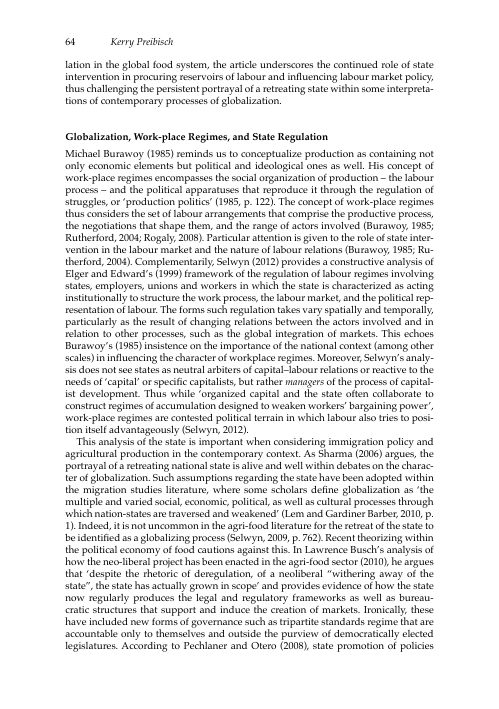 64 Kerry Preibisch
lation in the global food system, the article underscores the continued role of state
intervention in procuring reservoirs of labour and influencing labour market policy,
thus challenging the persistent portrayal of a retreating state within some interpreta-
tions of contemporary processes of globalization.
Globalization, Work-place Regimes, and State Regulation
Michael Burawoy (1985) reminds us to conceptualize production as containing not
only economic elements but political and ideological ones as well. His concept of
work-place regimes encompasses the social organization of production – the labour
process – and the political apparatuses that reproduce it through the regulation of
struggles, or ‘production politics’ (1985, p. 122). The concept of work-place regimes
thus considers the set of labour arrangements that comprise the productive process,
the negotiations that shape them, and the range of actors involved (Burawoy, 1985;
Rutherford, 2004; Rogaly, 2008). Particular attention is given to the role of state inter-
vention in the labour market and the nature of labour relations (Burawoy, 1985; Ru-
therford, 2004). Complementarily, Selwyn (2012) provides a constructive analysis of
Elger and Edward’s (1999) framework of the regulation of labour regimes involving
states, employers, unions and workers in which the state is characterized as acting
institutionally to structure the work process, the labour market, and the political rep-
resentation of labour. The forms such regulation takes vary spatially and temporally,
particularly as the result of changing relations between the actors involved and in
relation to other processes, such as the global integration of markets. This echoes
Burawoy’s (1985) insistence on the importance of the national context (among other
scales) in influencing the character of workplace regimes. Moreover, Selwyn’s analy-
sis does not see states as neutral arbiters of capital–labour relations or reactive to the
needs of ‘capital’ or specific capitalists, but rather managers of the process of capital-
ist development. Thus while ‘organized capital and the state often collaborate to
construct regimes of accumulation designed to weaken workers’ bargaining power’,
work-place regimes are contested political terrain in which labour also tries to posi-
tion itself advantageously (Selwyn, 2012).
This analysis of the state is important when considering immigration policy and
agricultural production in the contemporary context. As Sharma (2006) argues, the
portrayal of a retreating national state is alive and well within debates on the charac-
ter of globalization. Such assumptions regarding the state have been adopted within
the migration studies literature, where some scholars define globalization as ‘the
multiple and varied social, economic, political, as well as cultural processes through
which nation-states are traversed and weakened’ (Lem and Gardiner Barber, 2010, p.
1). Indeed, it is not uncommon in the agri-food literature for the retreat of the state to
be identified as a globalizing process (Selwyn, 2009, p. 762). Recent theorizing within
the political economy of food cautions against this. In Lawrence Busch’s analysis of
how the neo-liberal project has been enacted in the agri-food sector (2010), he argues
that ‘despite the rhetoric of deregulation, of a neoliberal “withering away of the
state”, the state has actually grown in scope’ and provides evidence of how the state
now regularly produces the legal and regulatory frameworks as well as bureau-
cratic structures that support and induce the creation of markets. Ironically, these
have included new forms of governance such as tripartite standards regime that are
accountable only to themselves and outside the purview of democratically elected
legislatures. According to Pechlaner and Otero (2008), state promotion of policies